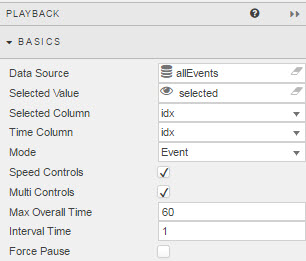 PLAYBACK
BASICS
Data Source allEvents
Selected Value selected
Selected Column idx
Time Column idx
Mode Event
Speed Controls
Multi Controls
Max Overall Time 60
Interval Time 1
Force Pause